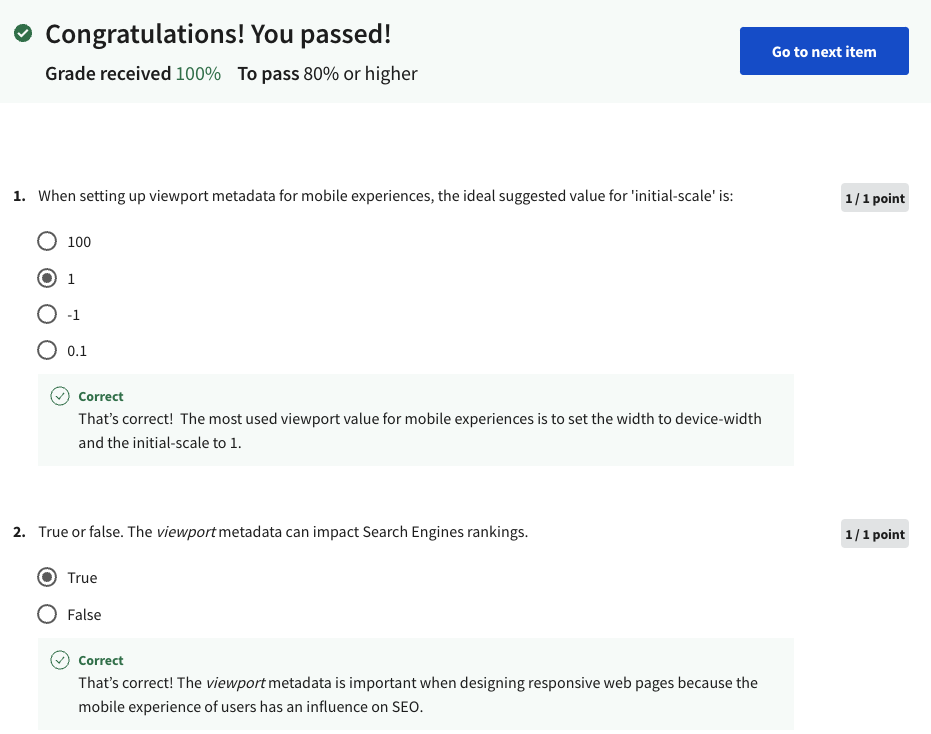 Congratulations! You passed!
Grade received 100% To pass 80% or higher
Go to next item
1. When setting up viewport metadata for mobile experiences, the ideal suggested value for 'initial-scale' is:
1 / 1 point
100
1
-1
0.1
Correct
That's correct!  The most used viewport value for mobile experiences is to set the width to device-width
and the initial-scale to 1.
2. True or false. The viewport metadata can impact Search Engines rankings.
1 / 1 point
True
False
Correct
That's correct! The viewport metadata is important when designing responsive web pages because the
mobile experience of users has an influence on SEO.